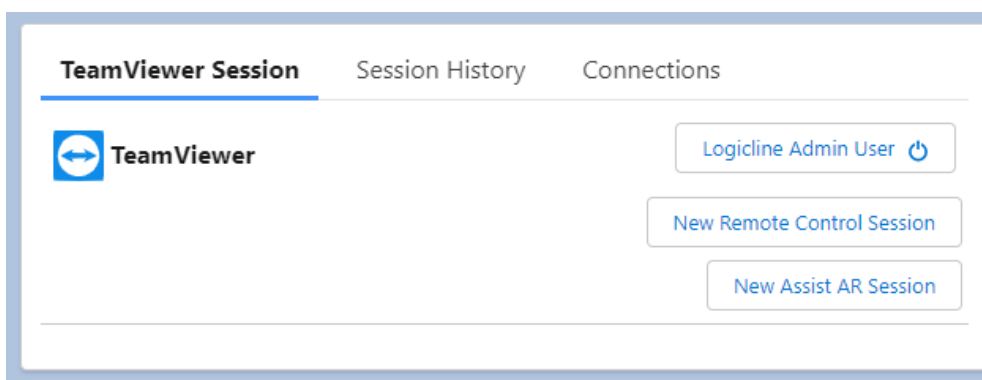 TeamViewer Session Session History Connections
TeamViewer
Logicline Admin User
New Remote Control Session
New Assist AR Session